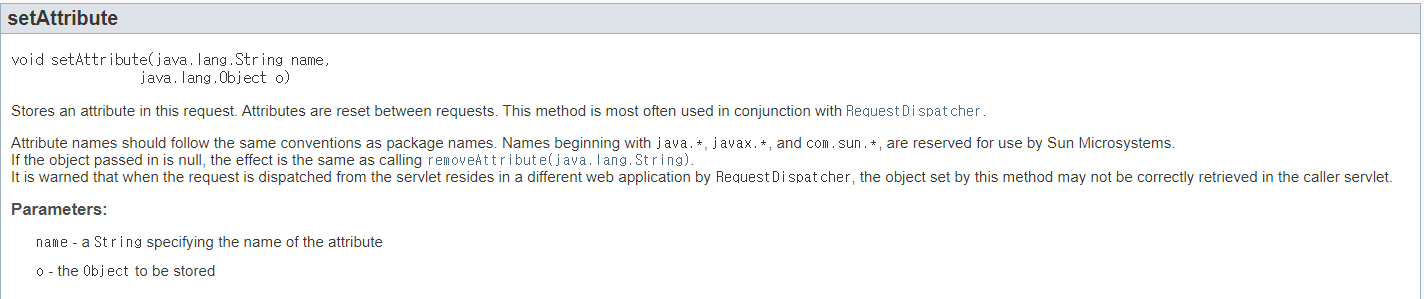 setAttribute
void setAttribute(java.lang.String name,
java.lang.Object o)
Stores an attribute in this request. Attributes are reset between requests. This method is most often used in conjunction with RequestDispatcher.
Attribute names should follow the same conventions as package names. Names beginning with java.*, javax.*, and com.sun.*, are reserved for use by Sun Microsystems.
If the object passed in is null, the effect is the same as calling removeAttribute(java.lang.String).
It is warned that when the request is dispatched from the servlet resides in a different web application by RequestDispatcher, the object set by this method may not be correctly retrieved in the caller servlet.
Parameters:
name - a String specifying the name of the attribute
o - the Object to be stored